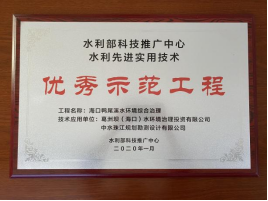 水利部科技推广中心
水利先进实用技术
优秀示范工程
工程名称：海口鸭尾溪水环境综合治理
技术应用单位：葛洲坝（海口）水环境治理投资有限公司
中水珠江规划勘测设计有限公司
水利部科技推广中心
二〇二〇年一月